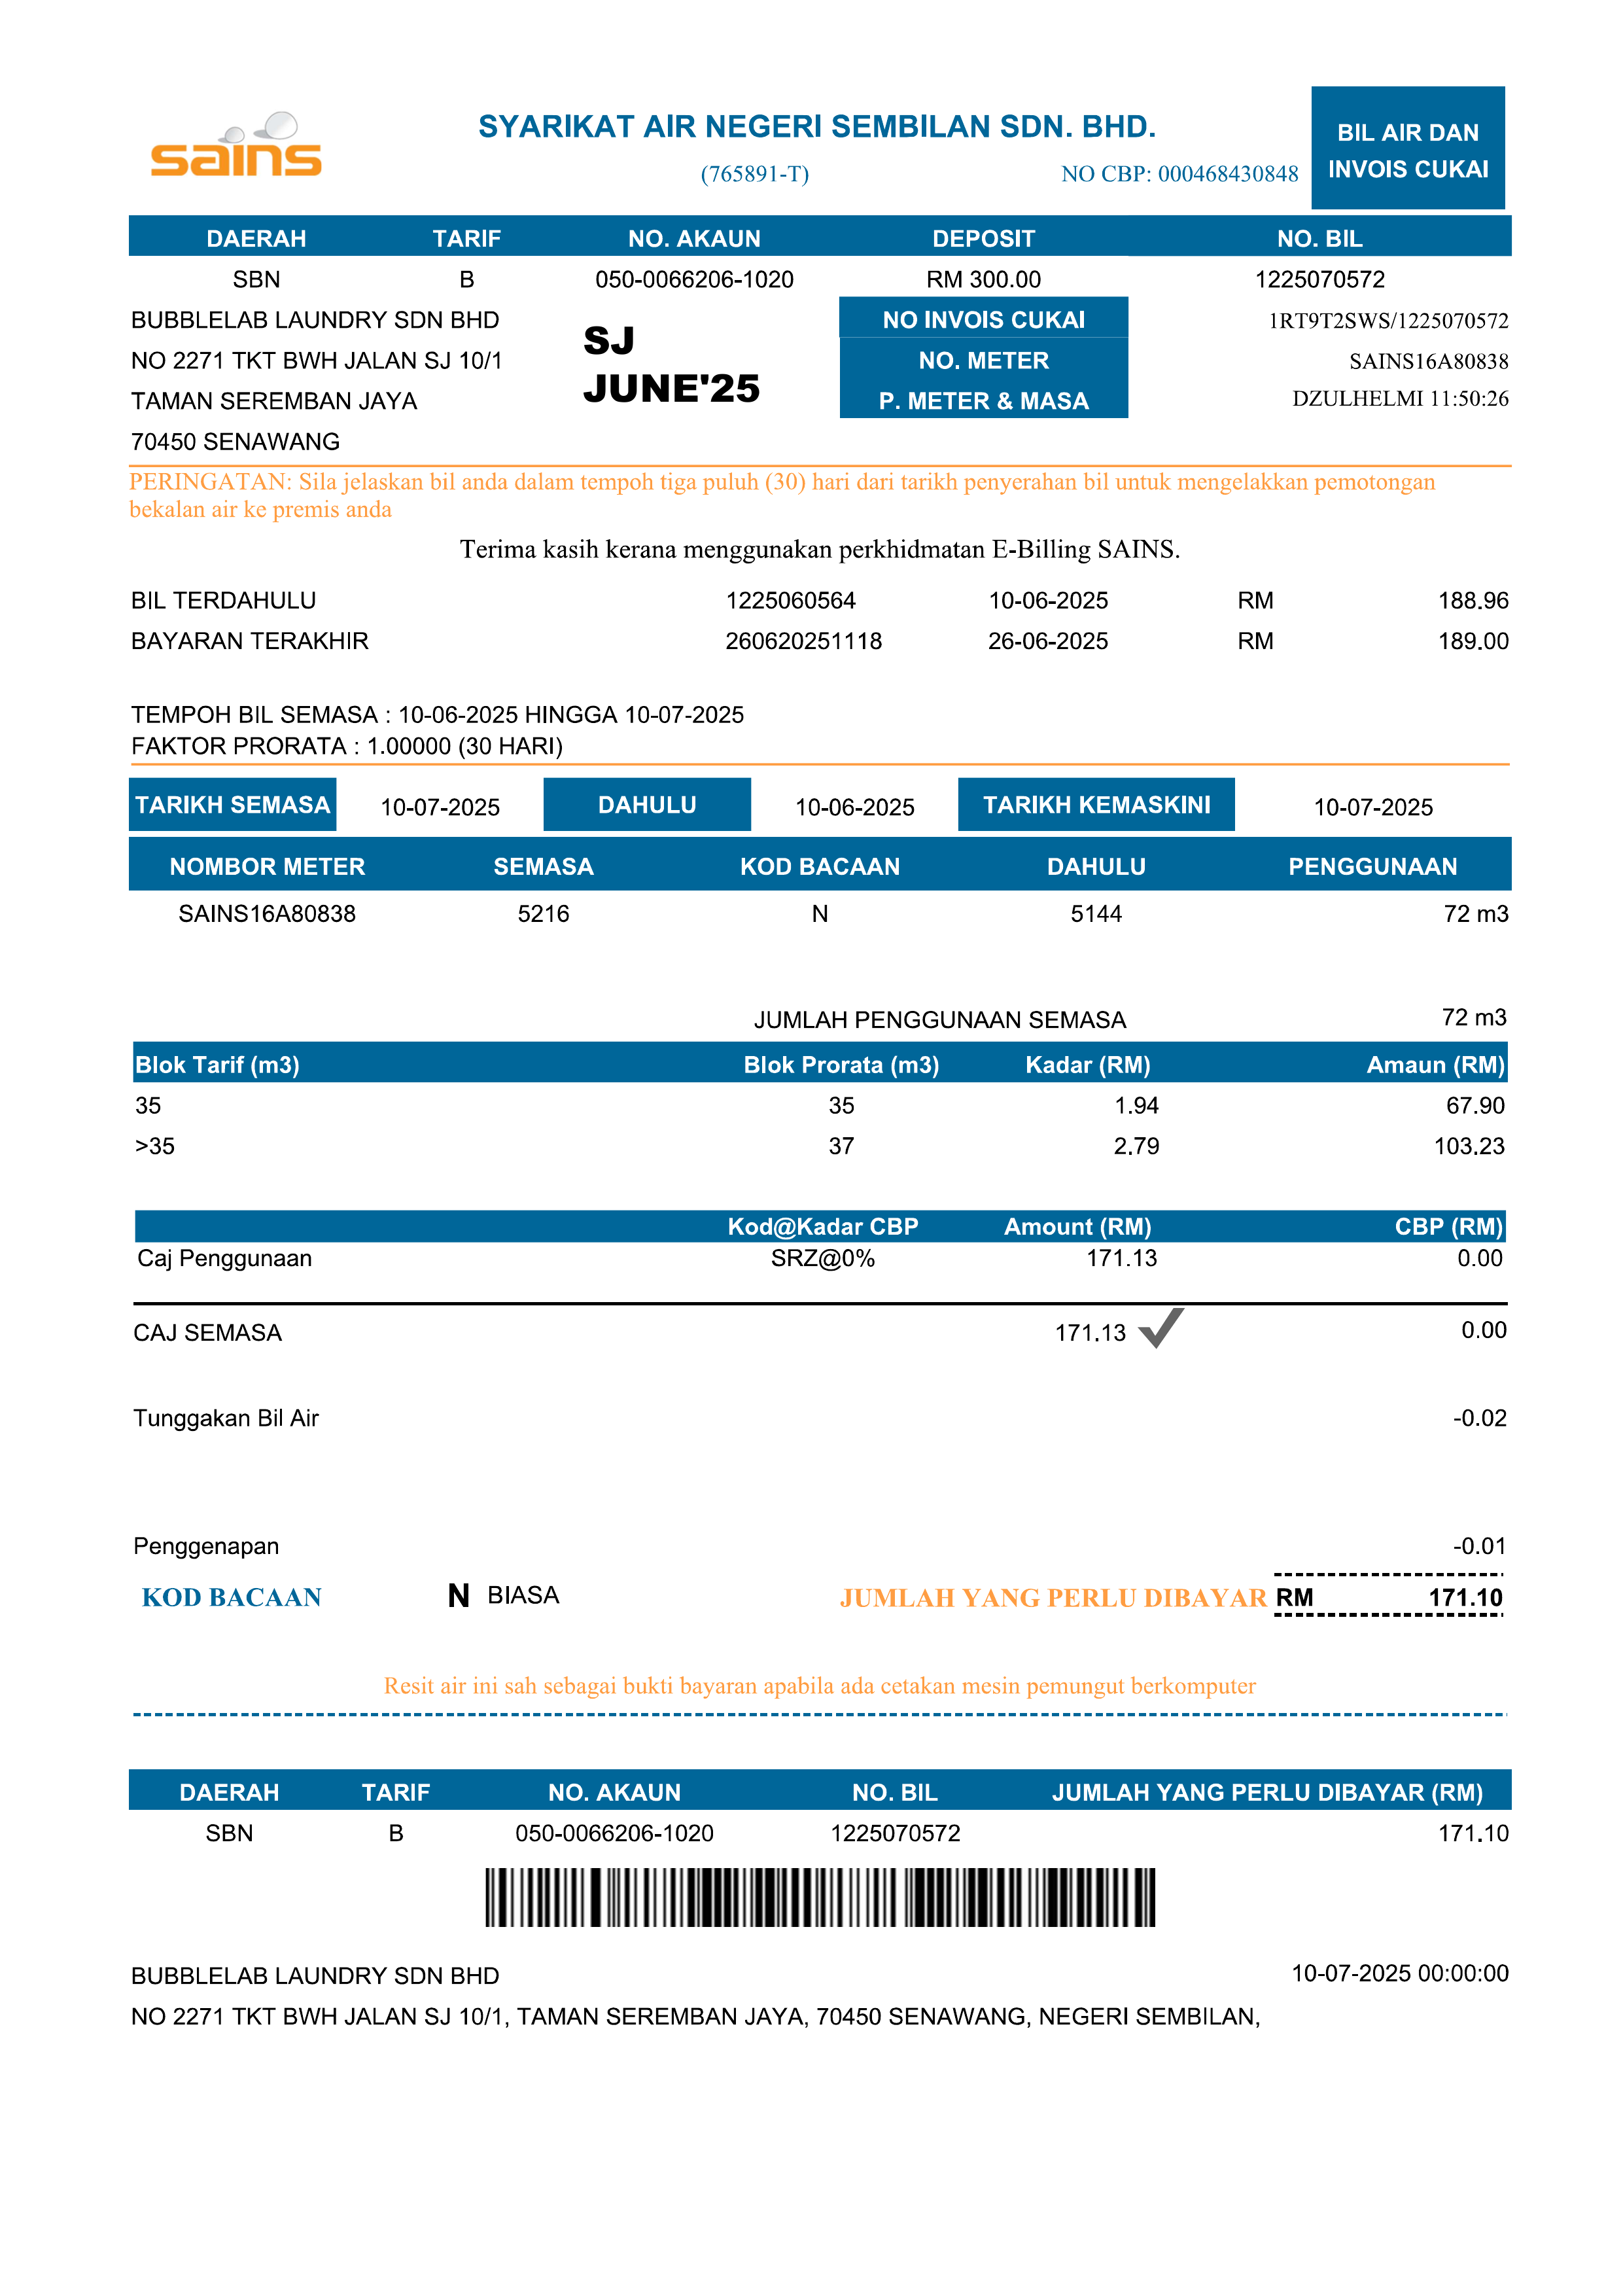 sains
SYARIKAT AIR NEGERI SEMBILAN SDN. BHD.
(765891-T) NO CBP: 000468430848
BIL AIR DAN
INVOIS CUKAI
DAERAH TARIF NO. AKAUN DEPOSIT NO. BIL
SBN B 050-0066206-1020 RM 300.00 1225070572
BUBBLELAB LAUNDRY SDN BHD
NO 2271 TKT BWH JALAN SJ 10/1
TAMAN SEREMBAN JAYA
70450 SENAWANG
SJ
JUNE'25
NO INVOIS CUKAI 1RT9T2SWS/1225070572
NO. METER SAINS16A80838
P. METER & MASA DZULHELMI 11:50:26
PERINGATAN: Sila jelaskan bil anda dalam tempoh tiga puluh (30) hari dari tarikh penyerahan bil untuk mengelakkan pemotongan
bekalan air ke premis anda
Terima kasih kerana menggunakan perkhidmatan E-Billing SAINS.
BIL TERDAHULU 1225060564 10-06-2025 RM 188.96
BAYARAN TERAKHIR 260620251118 26-06-2025 RM 189.00
TEMPOH BIL SEMASA : 10-06-2025 HINGGA 10-07-2025
FAKTOR PRORATA : 1.00000 (30 HARI)
TARIKH SEMASA 10-07-2025 DAHULU 10-06-2025 TARIKH KEMASKINI 10-07-2025
NOMBOR METER SEMASA KOD BACAAN DAHULU PENGGUNAAN
SAINS16A80838 5216 N 5144 72 m3
JUMLAH PENGGUNAAN SEMASA 72 m3
Blok Tarif (m3) Blok Prorata (m3) Kadar (RM) Amaun (RM)
35 35 1.94 67.90
>35 37 2.79 103.23
Kod@Kadar CBP Amount (RM) CBP (RM)
Caj Penggunaan SRZ@0% 171.13 0.00
CAJ SEMASA 171.13 0.00
Tunggakan Bil Air -0.02
Penggenapan -0.01
KOD BACAAN N BIASA JUMLAH YANG PERLU DIBAYAR RM 171.10
Resit air ini sah sebagai bukti bayaran apabila ada cetakan mesin pemungut berkomputer
DAERAH TARIF NO. AKAUN NO. BIL JUMLAH YANG PERLU DIBAYAR (RM)
SBN B 050-0066206-1020 1225070572 171.10
BUBBLELAB LAUNDRY SDN BHD 10-07-2025 00:00:00
NO 2271 TKT BWH JALAN SJ 10/1, TAMAN SEREMBAN JAYA, 70450 SENAWANG, NEGERI SEMBILAN,